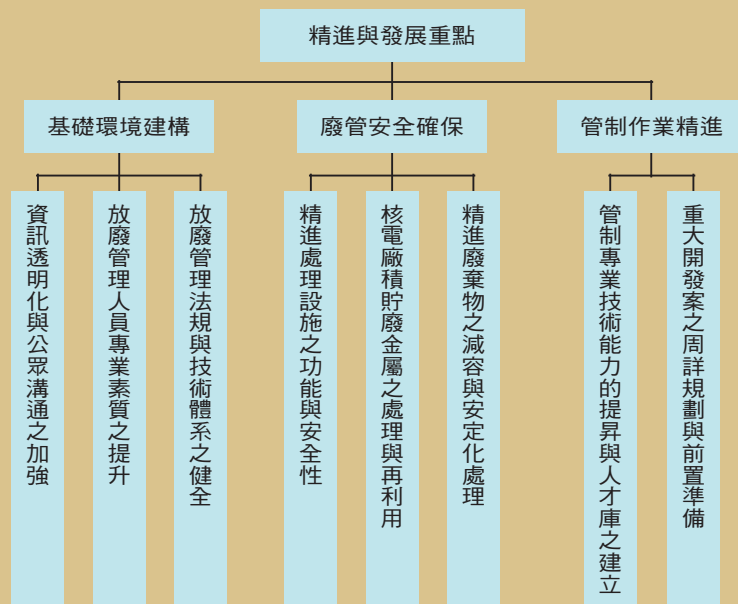 精進與發展重點
基礎環境建構
廢管安全確保
管制作業精進
資訊透明化與公眾溝通之加強
放廢管理人員專業素質之提升
放廢管理法規與技術體系之健全
精進處理設施之功能與安全性
核電廠積貯廢金屬之處理與再利用
精進廢棄物之減容與安定化處理
管制專業技術能力的提昇與人才庫之建立
重大開發案之周詳規劃與前置準備